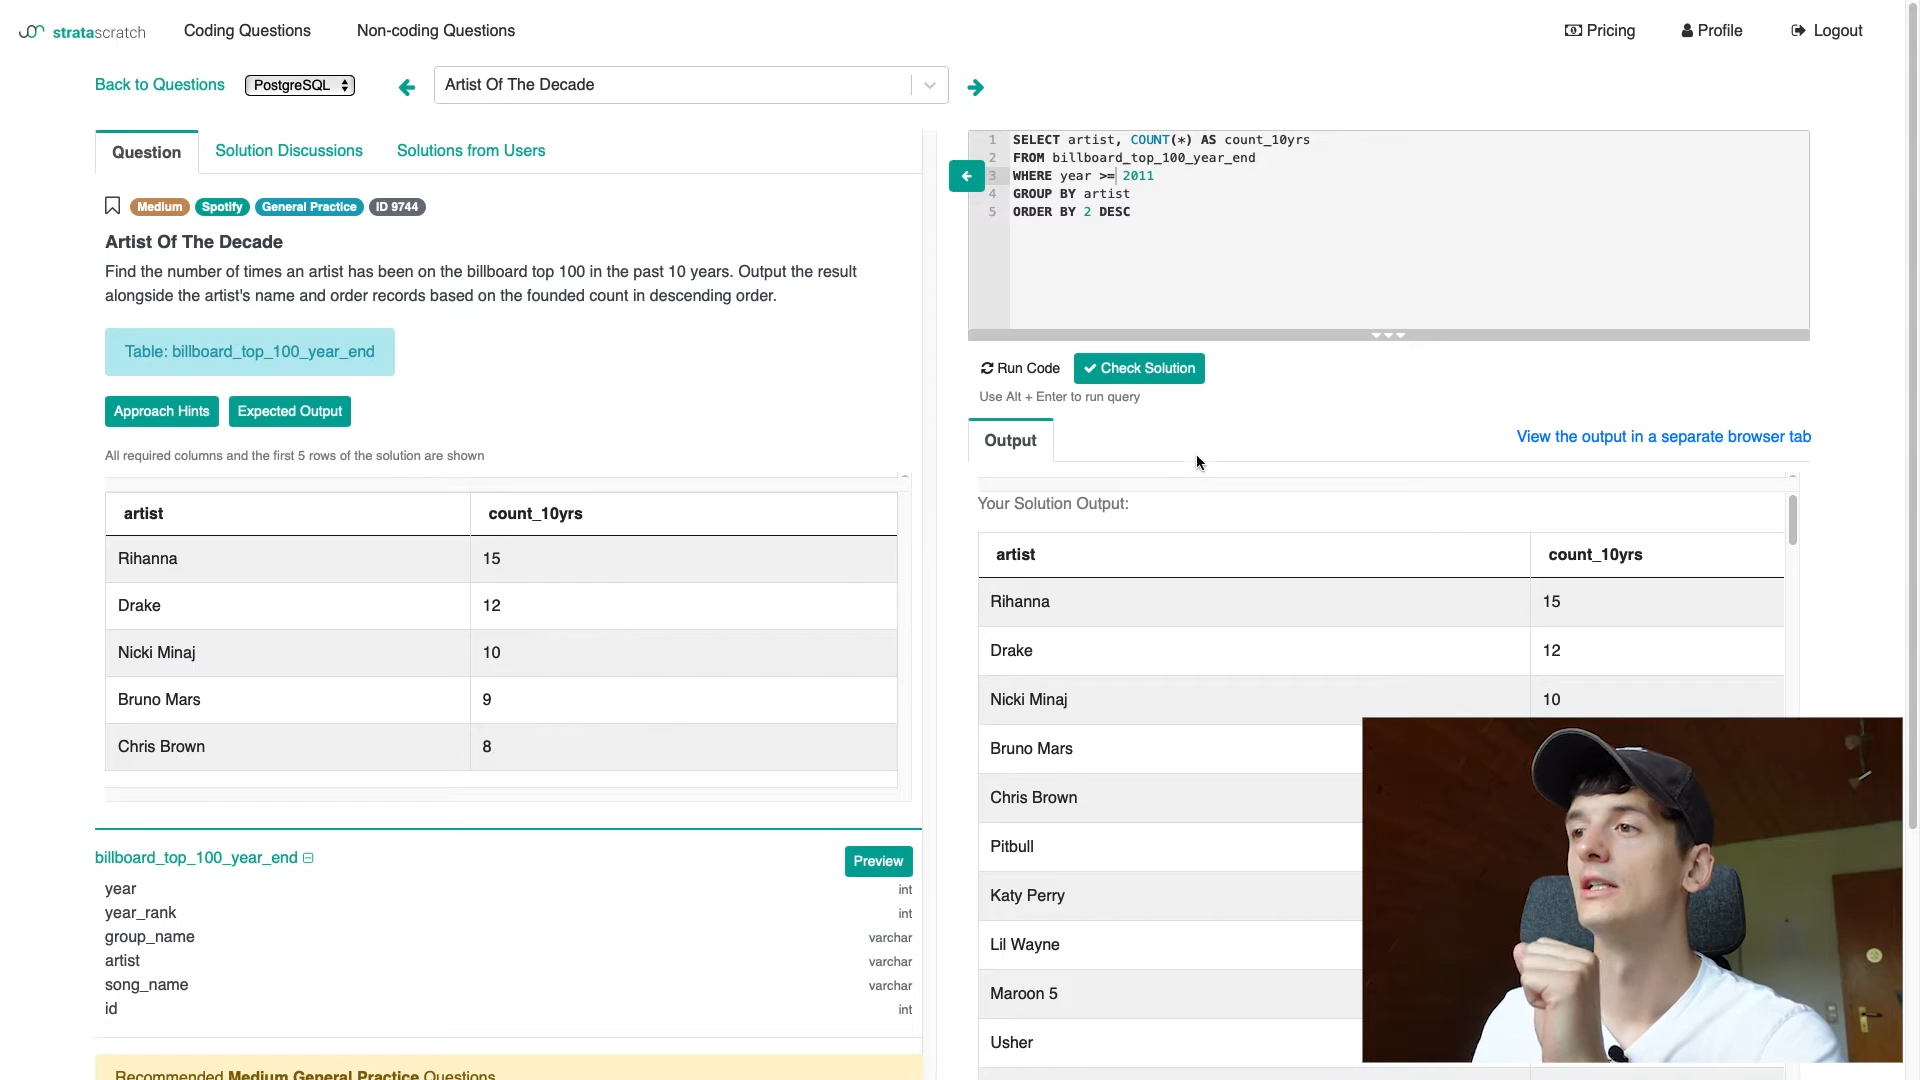 stratascratch
Coding Questions
Non-coding Questions
Pricing
Profile
Logout
Back to Questions
PostgreSQL
Artist Of The Decade
Question
Solution Discussions
Solutions from Users
Medium
Spotify
General Practice
ID 9744
Artist Of The Decade
Find the number of times an artist has been on the billboard top 100 in the past 10 years. Output the result
alongside the artist's name and order records based on the founded count in descending order.
Table: billboard_top_100_year_end
Approach Hints
Expected Output
All required columns and the first 5 rows of the solution are shown
artist count_10yrs
Rihanna 15
Drake 12
Nicki Minaj 10
Bruno Mars 9
Chris Brown 8
billboard_top_100_year_end
Preview
year int
year_rank int
group_name varchar
artist varchar
song_name varchar
id int
Recommended Medium General Practice Questions
1 SELECT artist, COUNT(*) AS count_10yrs
2 FROM billboard_top_100_year_end
3 WHERE year >= 2011
4 GROUP BY artist
5 ORDER BY 2 DESC
Run Code
Check Solution
Use Alt + Enter to run query
Output
View the output in a separate browser tab
Your Solution Output:
artist count_10yrs
Rihanna 15
Drake 12
Nicki Minaj 10
Bruno Mars
Chris Brown
Pitbull
Katy Perry
Lil Wayne
Maroon 5
Usher